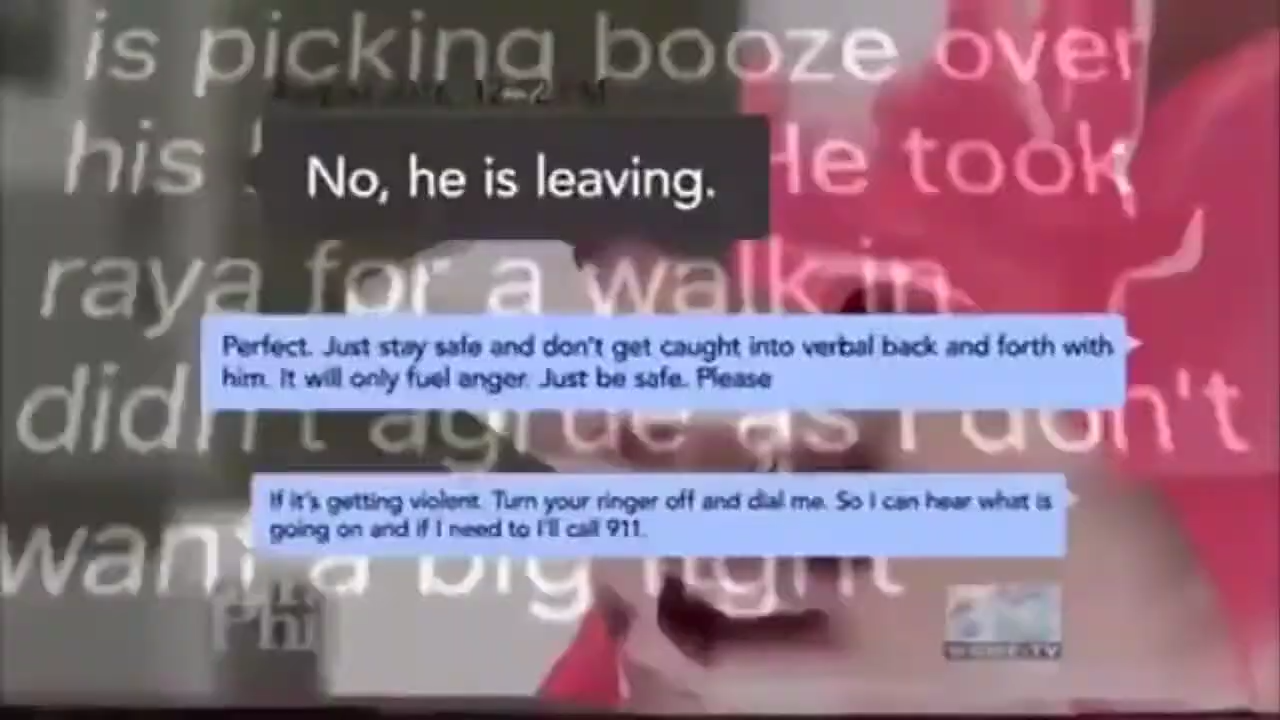 is picking booze over
his
He took
No, he is leaving.
raya for a walk in
Perfect. Just stay safe and don't get caught into verbal back and forth with
him. It will only fuel anger. Just be safe. Please
didn't agree as I don't
If it's getting violent. Turn your ringer off and dial me. So I can hear what is
going on and if I need to I'll call 911.
want a big fight